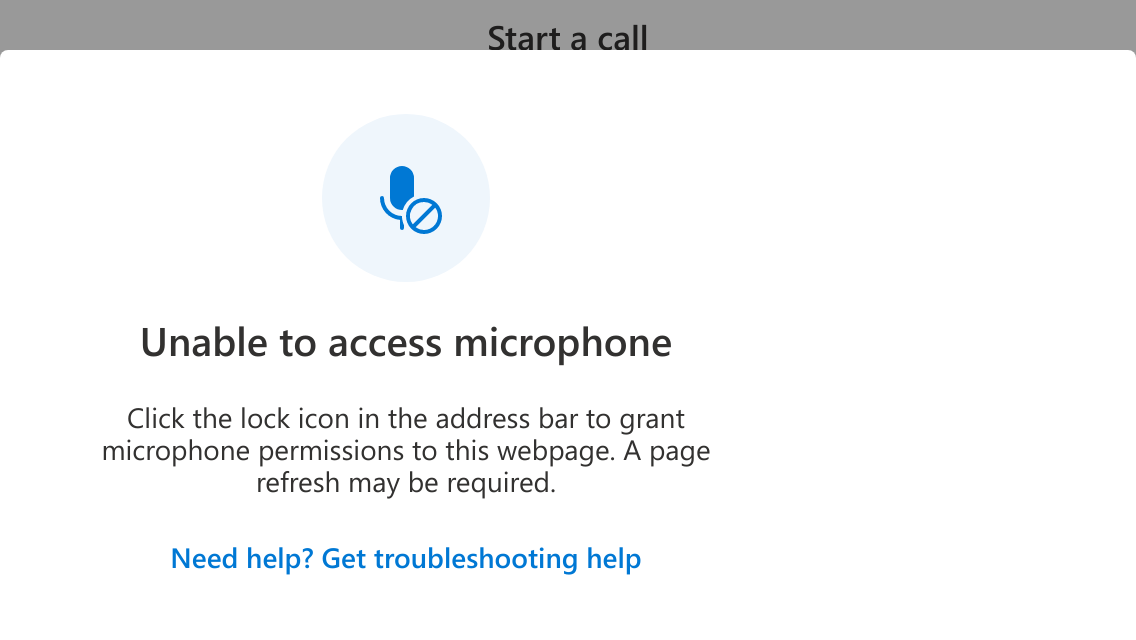 Start a call
Unable to access microphone
Click the lock icon in the address bar to grant
microphone permissions to this webpage. A page
refresh may be required.
Need help? Get troubleshooting help